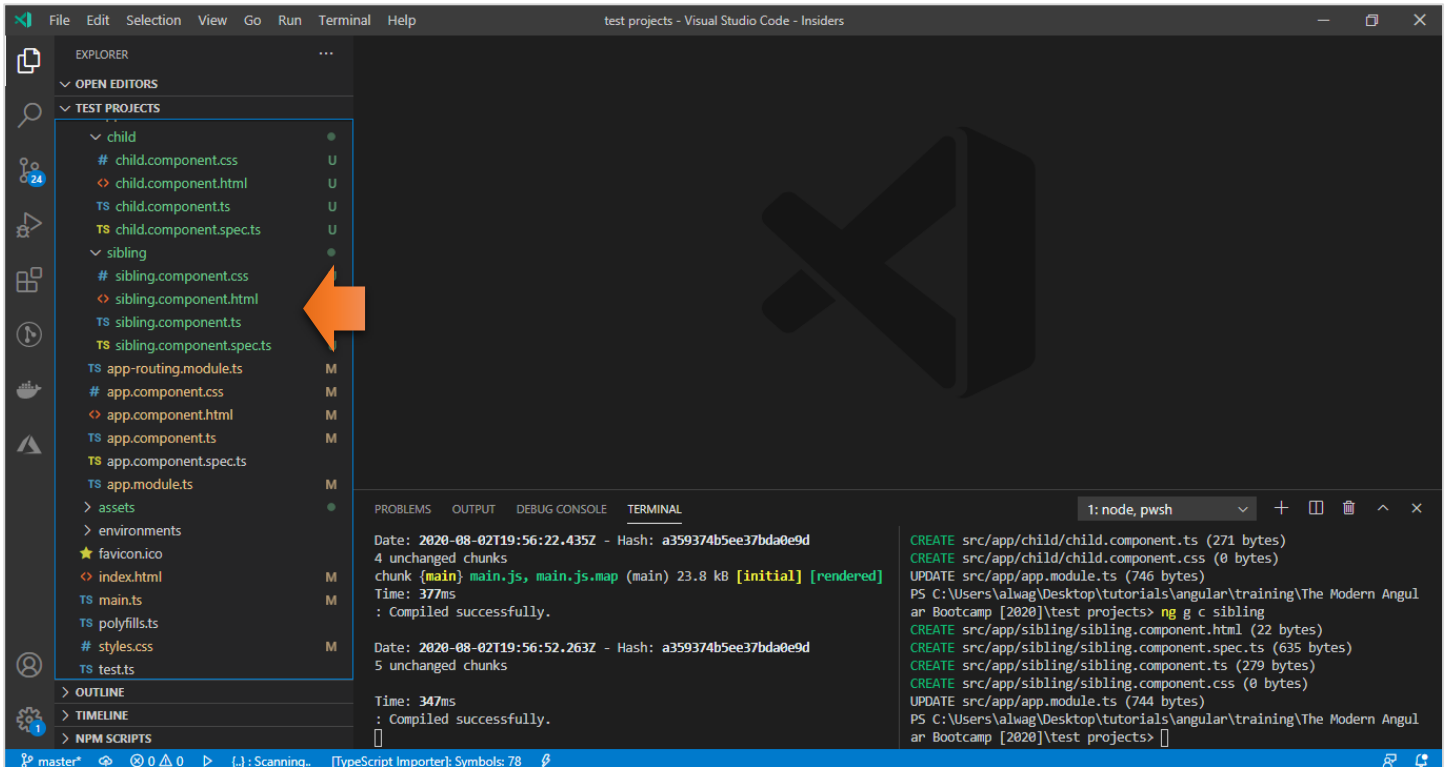 File Edit Selection View Go Run Terminal Help
test projects - Visual Studio Code - Insiders
EXPLORER
OPEN EDITORS
TEST PROJECTS
child
# child.component.css U
<> child.component.html U
TS child.component.ts U
TS child.component.spec.ts U
sibling
# sibling.component.css
<> sibling.component.html
TS sibling.component.ts
TS sibling.component.spec.ts
TS app-routing.module.ts M
# app.component.css M
<> app.component.html M
TS app.component.ts M
TS app.component.spec.ts
TS app.module.ts M
> assets
> environments
favicon.ico
<> index.html M
TS main.ts M
TS polyfills.ts
# styles.css M
TS test.ts
> OUTLINE
> TIMELINE
> NPM SCRIPTS
24
1
PROBLEMS OUTPUT DEBUG CONSOLE TERMINAL
1: node, pwsh
Date: 2020-08-02T19:56:22.435Z - Hash: a359374b5ee37bda0e9d
4 unchanged chunks
chunk {main} main.js, main.js.map (main) 23.8 kB [initial] [rendered]
Time: 377ms
: Compiled successfully.
Date: 2020-08-02T19:56:52.263Z - Hash: a359374b5ee37bda0e9d
5 unchanged chunks
Time: 347ms
: Compiled successfully.
CREATE src/app/child/child.component.ts (271 bytes)
CREATE src/app/child/child.component.css (0 bytes)
UPDATE src/app/app.module.ts (746 bytes)
PS C:\Users\alwag\Desktop\tutorials\angular\training\The Modern Angul
ar Bootcamp [2020]\test projects> ng g c sibling
CREATE src/app/sibling/sibling.component.html (22 bytes)
CREATE src/app/sibling/sibling.component.spec.ts (635 bytes)
CREATE src/app/sibling/sibling.component.ts (279 bytes)
CREATE src/app/sibling/sibling.component.css (0 bytes)
UPDATE src/app/app.module.ts (744 bytes)
PS C:\Users\alwag\Desktop\tutorials\angular\training\The Modern Angul
ar Bootcamp [2020]\test projects>
master* 0 0 {..} : Scanning.. [TypeScript Importer]: Symbols: 78